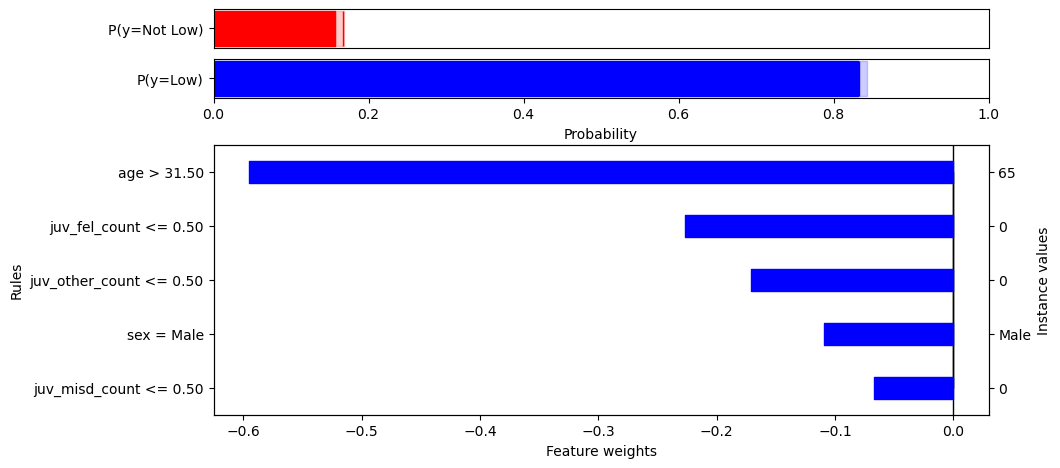 P(y=Not Low)
P(y=Low)
0.0 0.2 0.4 0.6 0.8 1.0
Probability
age > 31.50 65
juv_fel_count <= 0.50 0
juv_other_count <= 0.50 0
sex = Male Male
juv_misd_count <= 0.50 0
Rules
Instance values
−0.6 −0.5 −0.4 −0.3 −0.2 −0.1 0.0
Feature weights